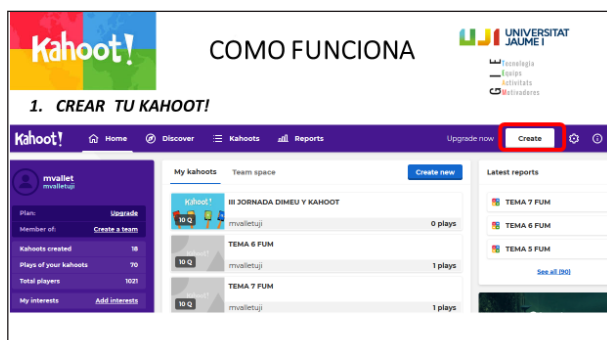 Kahoot!
COMO FUNCIONA
UNIVERSITAT
JAUME I
GITE
Tecnologia
Equips
Activitats
Motivadores
1. CREAR TU KAHOOT!
Kahoot!
Home
Discover
Kahoots
Reports
Upgrade now
Create
mvallet
mvalletuji
Plan: Upgrade
Member of: Create a team
Kahoots created 18
Plays of your kahoots 70
Total players 1021
My interests Add interests
My kahoots
Team space
Create new
III JORNADA DIMEU Y KAHOOT
10 Q
mvalletuji
0 plays
TEMA 6 FUM
10 Q
mvalletuji
1 plays
TEMA 7 FUM
10 Q
mvalletuji
1 plays
Latest reports
TEMA 7 FUM
TEMA 6 FUM
TEMA 5 FUM
See all (90)